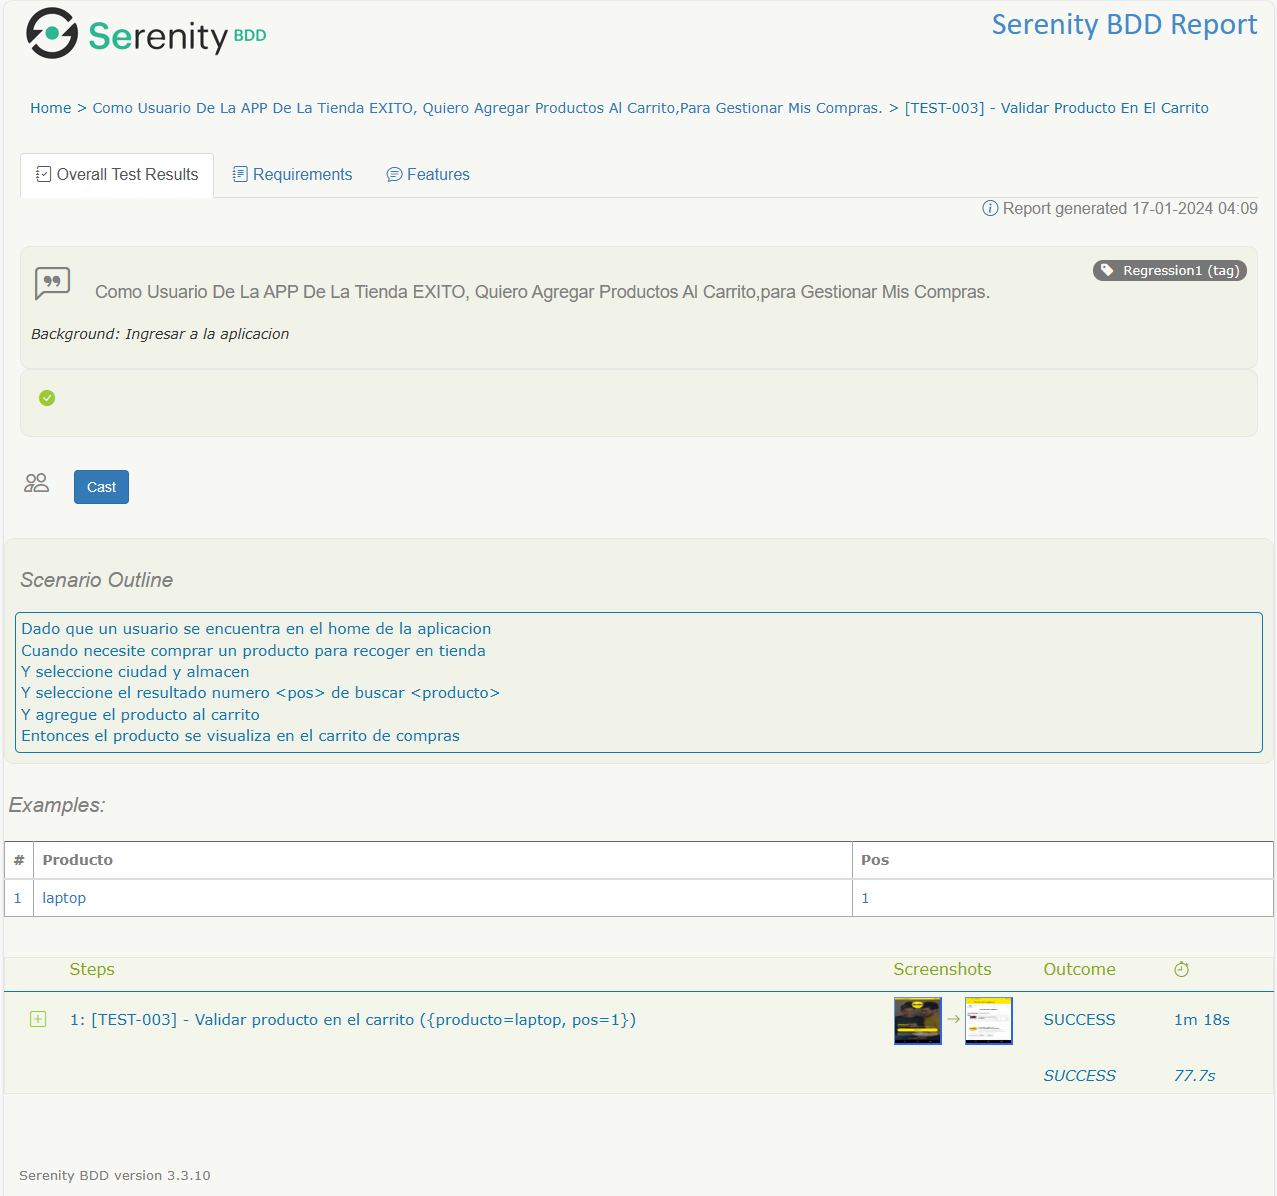 Serenity BDD
Serenity BDD Report
Home > Como Usuario De La APP De La Tienda EXITO, Quiero Agregar Productos Al Carrito,Para Gestionar Mis Compras. > [TEST-003] - Validar Producto En El Carrito
Overall Test Results
Requirements
Features
Report generated 17-01-2024 04:09
Regression1 (tag)
Como Usuario De La APP De La Tienda EXITO, Quiero Agregar Productos Al Carrito,para Gestionar Mis Compras.
Background: Ingresar a la aplicacion
Cast
Scenario Outline
Dado que un usuario se encuentra en el home de la aplicacion
Cuando necesite comprar un producto para recoger en tienda
Y seleccione ciudad y almacen
Y seleccione el resultado numero <pos> de buscar <producto>
Y agregue el producto al carrito
Entonces el producto se visualiza en el carrito de compras
Examples:
# Producto Pos
1 laptop 1
Steps Screenshots Outcome
1: [TEST-003] - Validar producto en el carrito ({producto=laptop, pos=1}) SUCCESS 1m 18s
SUCCESS 77.7s
Serenity BDD version 3.3.10